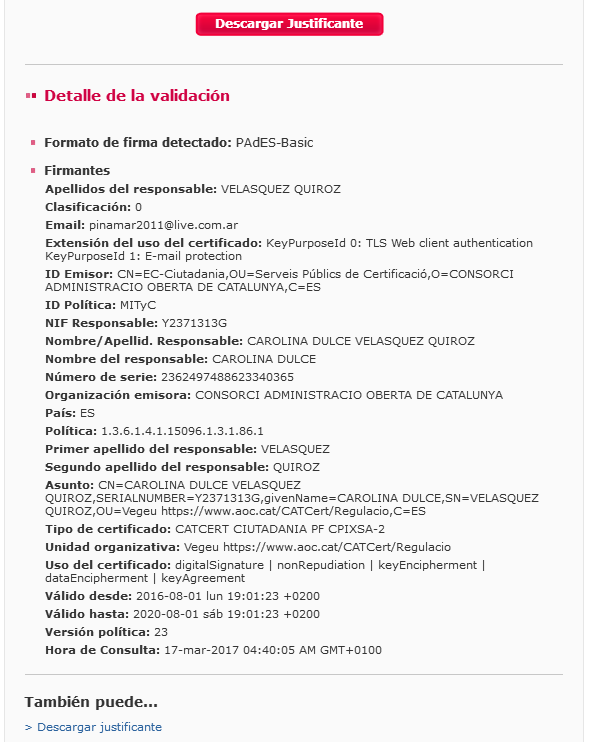 Descargar Justificante
Detalle de la validación
Formato de firma detectado: PAdES-Basic
Firmantes
Apellidos del responsable: VELASQUEZ QUIROZ
Clasificación: 0
Email: pinamar2011@live.com.ar
Extensión del uso del certificado: KeyPurposeId 0: TLS Web client authentication
KeyPurposeId 1: E-mail protection
ID Emisor: CN=EC-Ciutadania,OU=Serveis Públics de Certificació,O=CONSORCI
ADMINISTRACIO OBERTA DE CATALUNYA,C=ES
ID Política: MITyC
NIF Responsable: Y2371313G
Nombre/Apellid. Responsable: CAROLINA DULCE VELASQUEZ QUIROZ
Nombre del responsable: CAROLINA DULCE
Número de serie: 2362497488623340365
Organización emisora: CONSORCI ADMINISTRACIO OBERTA DE CATALUNYA
País: ES
Política: 1.3.6.1.4.1.15096.1.3.1.86.1
Primer apellido del responsable: VELASQUEZ
Segundo apellido del responsable: QUIROZ
Asunto: CN=CAROLINA DULCE VELASQUEZ
QUIROZ,SERIALNUMBER=Y2371313G,givenName=CAROLINA DULCE,SN=VELASQUEZ
QUIROZ,OU=Vegeu https://www.aoc.cat/CATCert/Regulacio,C=ES
Tipo de certificado: CATCERT CIUTADANIA PF CPIXSA-2
Unidad organizativa: Vegeu https://www.aoc.cat/CATCert/Regulacio
Uso del certificado: digitalSignature | nonRepudiation | keyEncipherment |
dataEncipherment | keyAgreement
Válido desde: 2016-08-01 lun 19:01:23 +0200
Válido hasta: 2020-08-01 sáb 19:01:23 +0200
Versión política: 23
Hora de Consulta: 17-mar-2017 04:40:05 AM GMT+0100
También puede...
> Descargar justificante